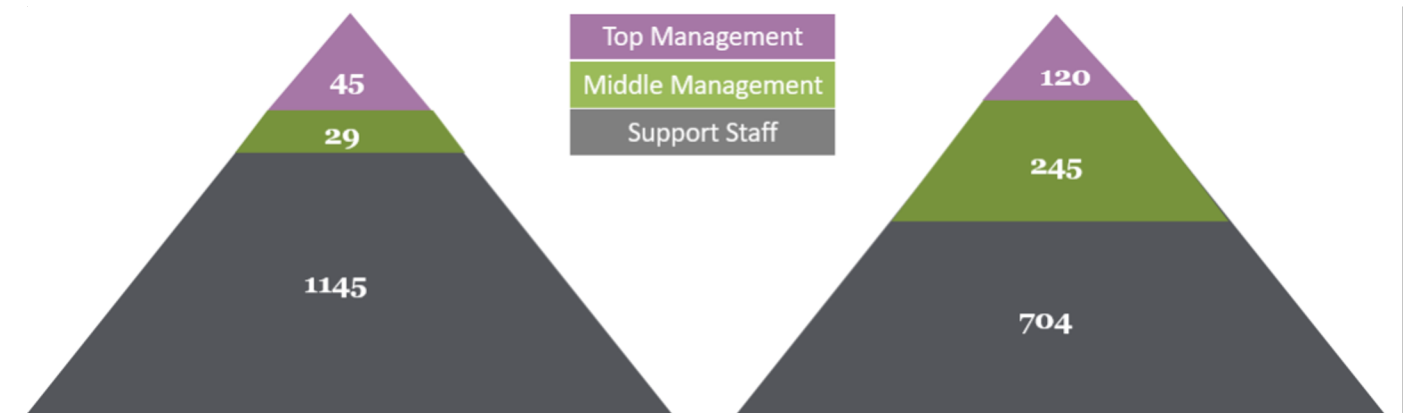 45
29
1145
Top Management
Middle Management
Support Staff
120
245
704